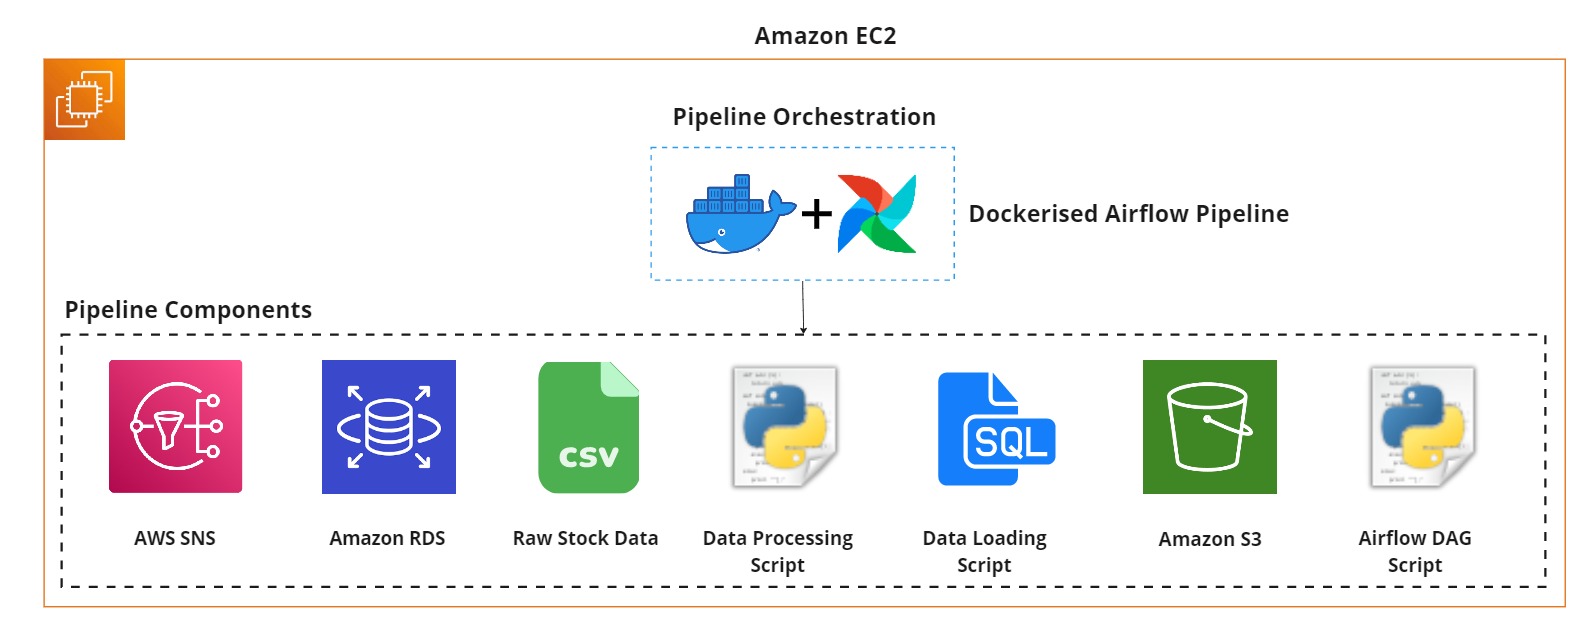 Amazon EC2
Pipeline Orchestration
Dockerised Airflow Pipeline
Pipeline Components
CSV
SQL
AWS SNS
Amazon RDS
Raw Stock Data
Data Processing
Script
Data Loading
Script
Amazon S3
Airflow DAG
Script